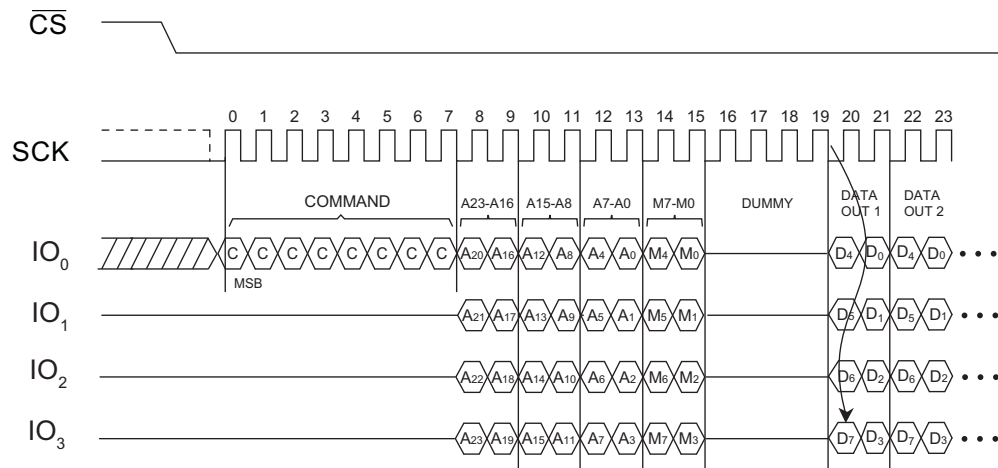 CS
0 1 2 3 4 5 6 7 8 9 10 11 12 13 14 15 16 17 18 19 20 21 22 23
SCK
COMMAND A23-A16 A15-A8 A7-A0 M7-M0 DUMMY DATA OUT 1 DATA OUT 2
IO0 C C C C C C C C A20 A16 A12 A8 A4 A0 M4 M0 D4 D0 D4 D0
MSB
IO1 A21 A17 A13 A9 A5 A1 M5 M1 D5 D1 D5 D1
IO2 A22 A18 A14 A10 A6 A2 M6 M2 D6 D2 D6 D2
IO3 A23 A19 A15 A11 A7 A3 M7 M3 D7 D3 D7 D3